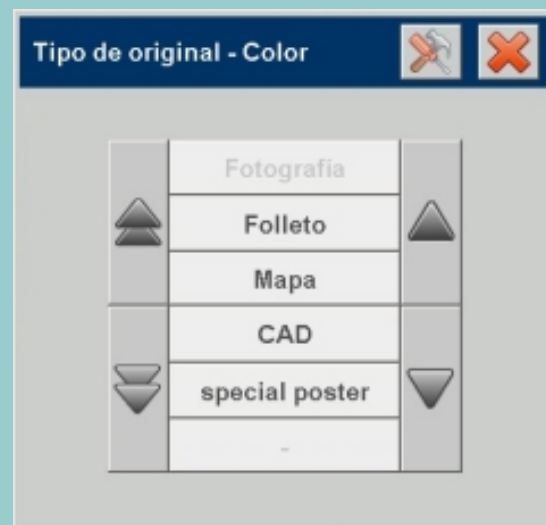 Tipo de original - Color
Fotografía
Folleto
Mapa
CAD
special poster
-